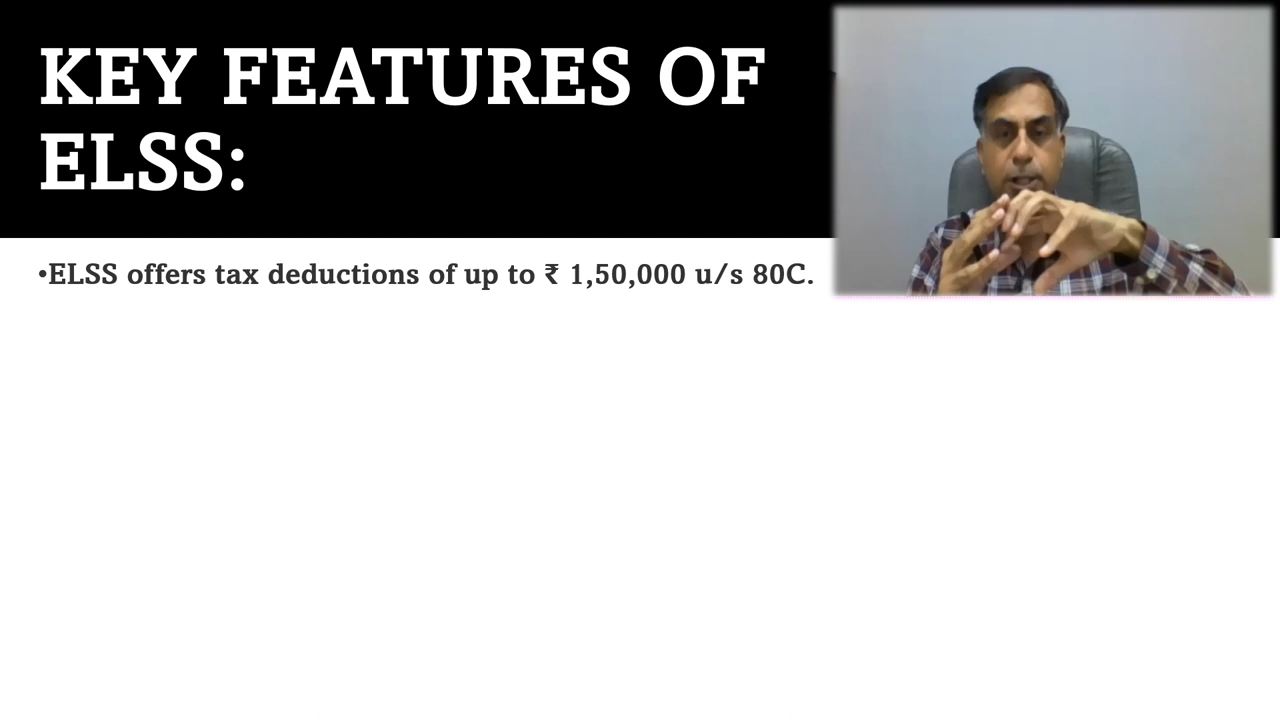 KEY FEATURES OF
ELSS:
•ELSS offers tax deductions of up to ₹ 1,50,000 u/s 80C.